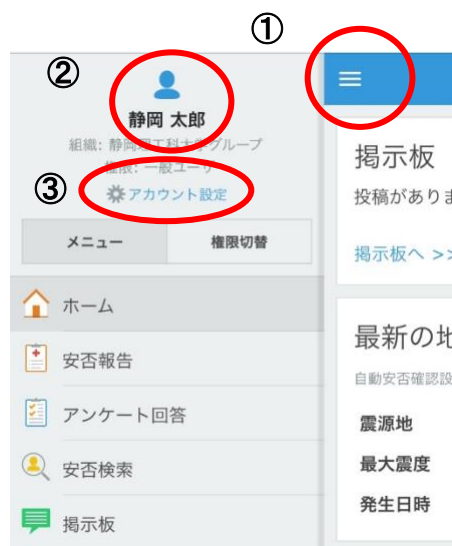 ①
②
静岡 太郎
組織: 静岡理工科大学グループ
権限: 一般ユーザー
③
アカウント設定
メニュー
権限切替
ホーム
安否報告
アンケート回答
安否検索
掲示板
掲示板
投稿がありま
掲示板へ >>
最新の地
自動安否確認設
震源地
最大震度
発生日時